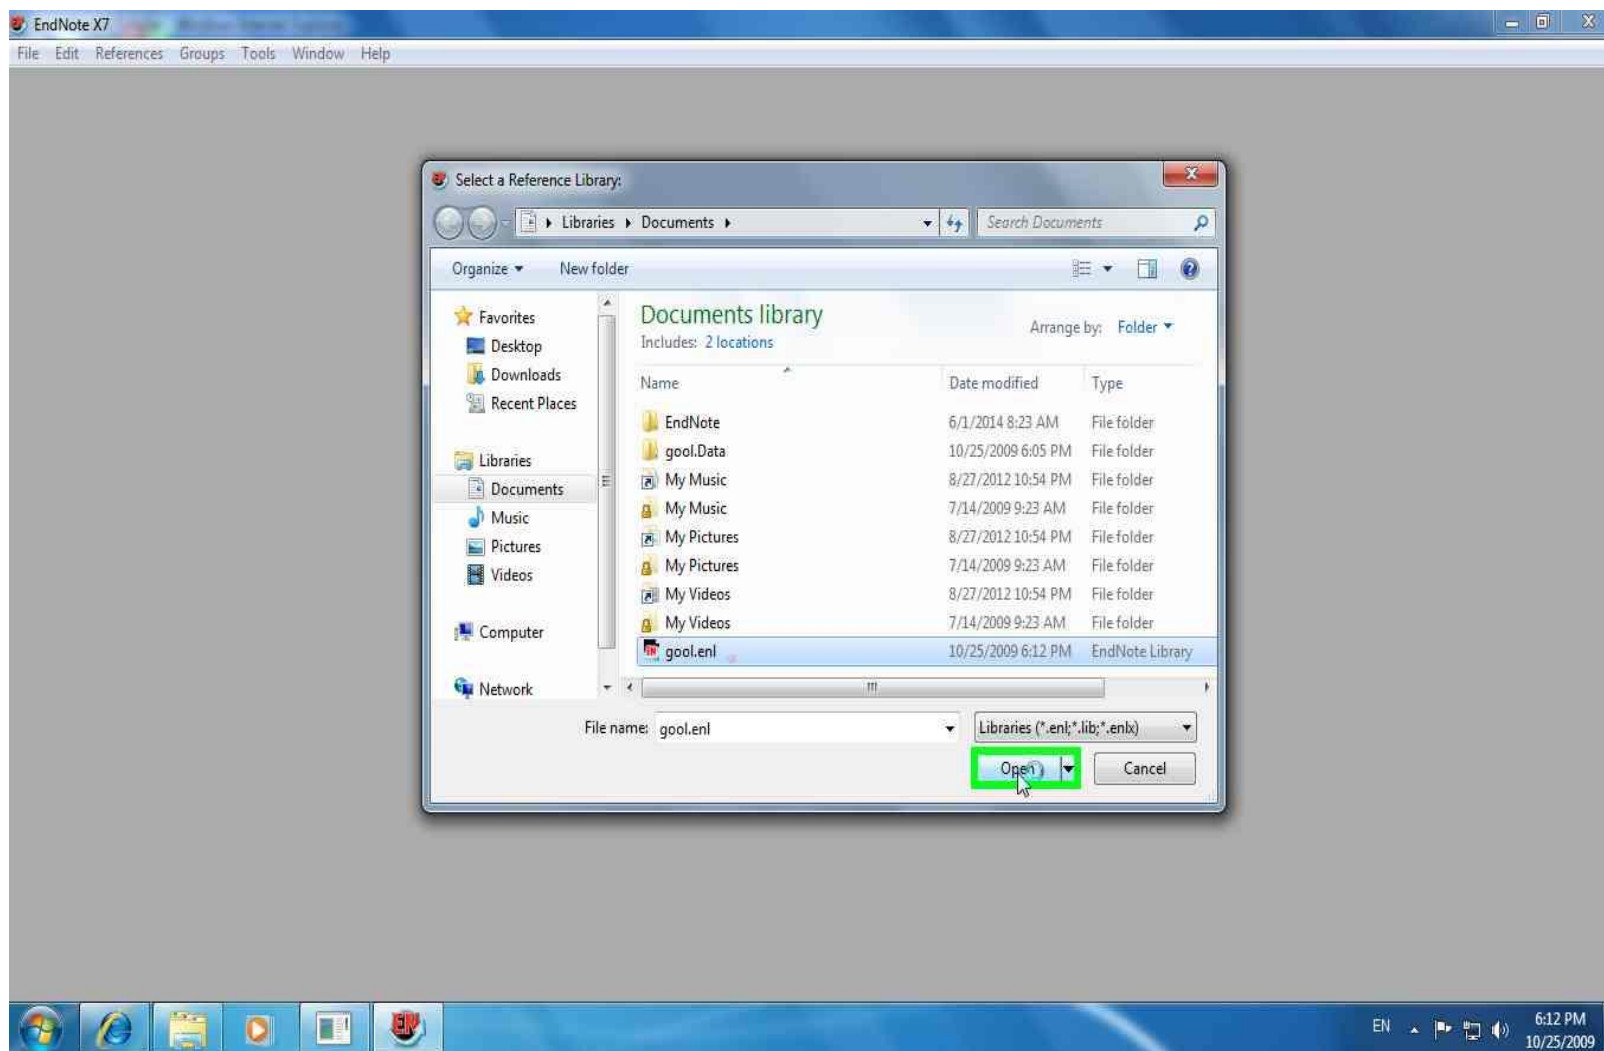 EndNote X7
File Edit References Groups Tools Window Help
Select a Reference Library:
Libraries Documents
Search Documents
Organize New folder
Favorites
Desktop
Downloads
Recent Places
Libraries
Documents
Music
Pictures
Videos
Computer
Network
Documents library
Includes: 2 locations
Arrange by: Folder
Name Date modified Type
EndNote 6/1/2014 8:23 AM File folder
gool.Data 10/25/2009 6:05 PM File folder
My Music 8/27/2012 10:54 PM File folder
My Music 7/14/2009 9:23 AM File folder
My Pictures 8/27/2012 10:54 PM File folder
My Pictures 7/14/2009 9:23 AM File folder
My Videos 8/27/2012 10:54 PM File folder
My Videos 7/14/2009 9:23 AM File folder
gool.enl 10/25/2009 6:12 PM EndNote Library
File name: gool.enl Libraries (*.enl;*.lib;*.enlx)
Open Cancel
EN 6:12 PM
10/25/2009